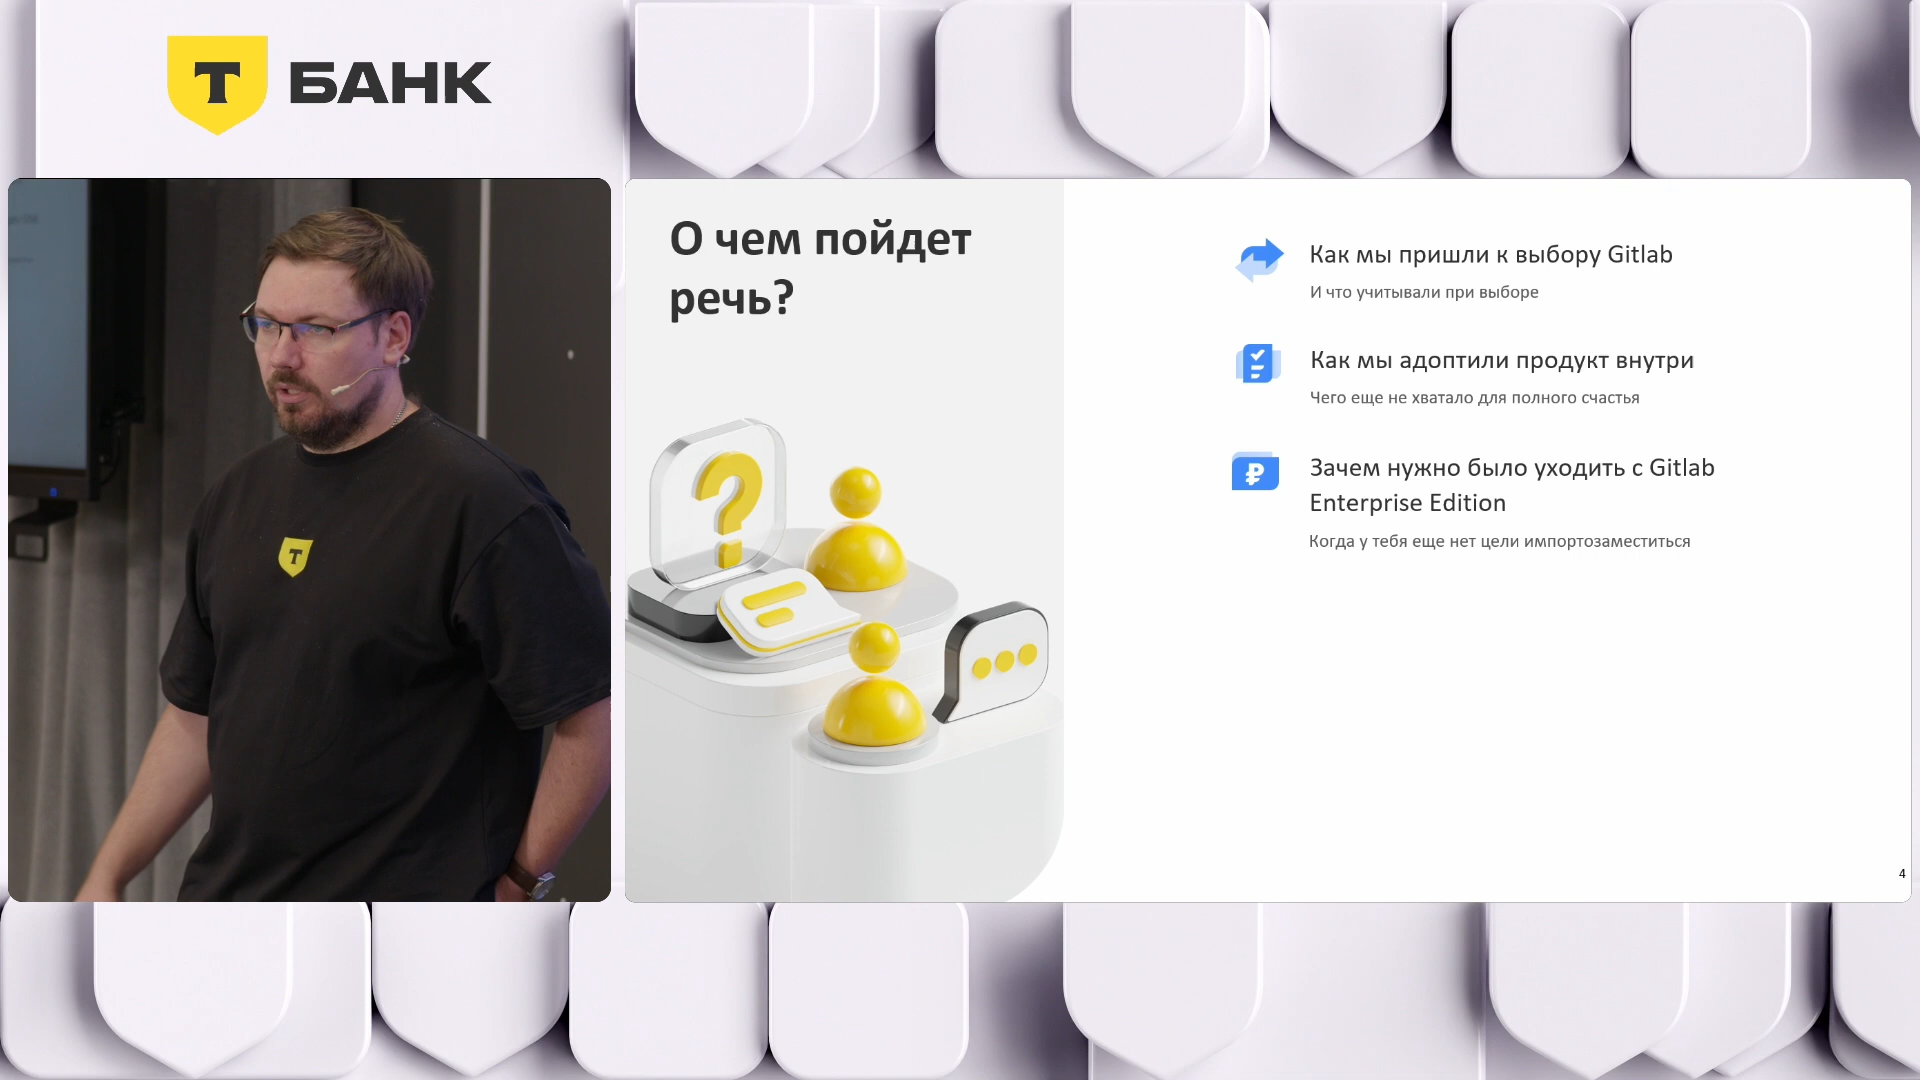 Т БАНК
Т
О чем пойдет
речь?
Как мы пришли к выбору Gitlab
И что учитывали при выборе
Как мы адоптили продукт внутри
Чего еще не хватало для полного счастья
Зачем нужно было уходить с Gitlab
Enterprise Edition
Когда у тебя еще нет цели импортозаместиться
4